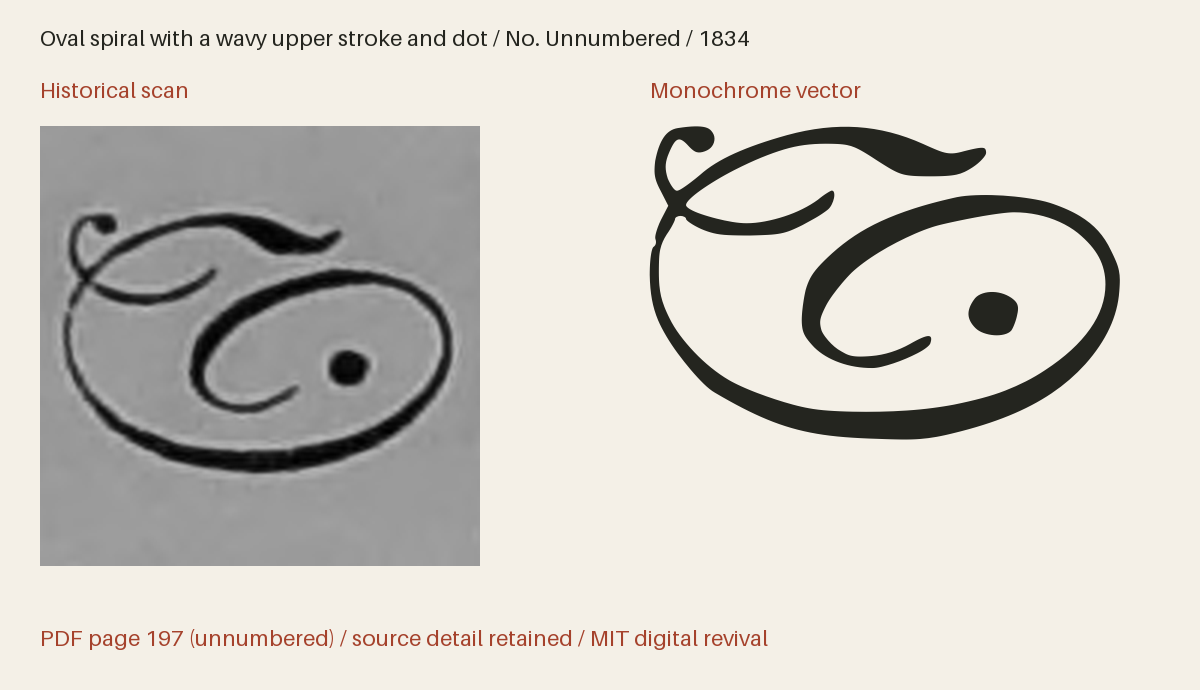 Oval spiral with a wavy upper stroke and dot / No. Unnumbered / 1834
Historical scan
Monochrome vector
PDF page 197 (unnumbered) / source detail retained / MIT digital revival